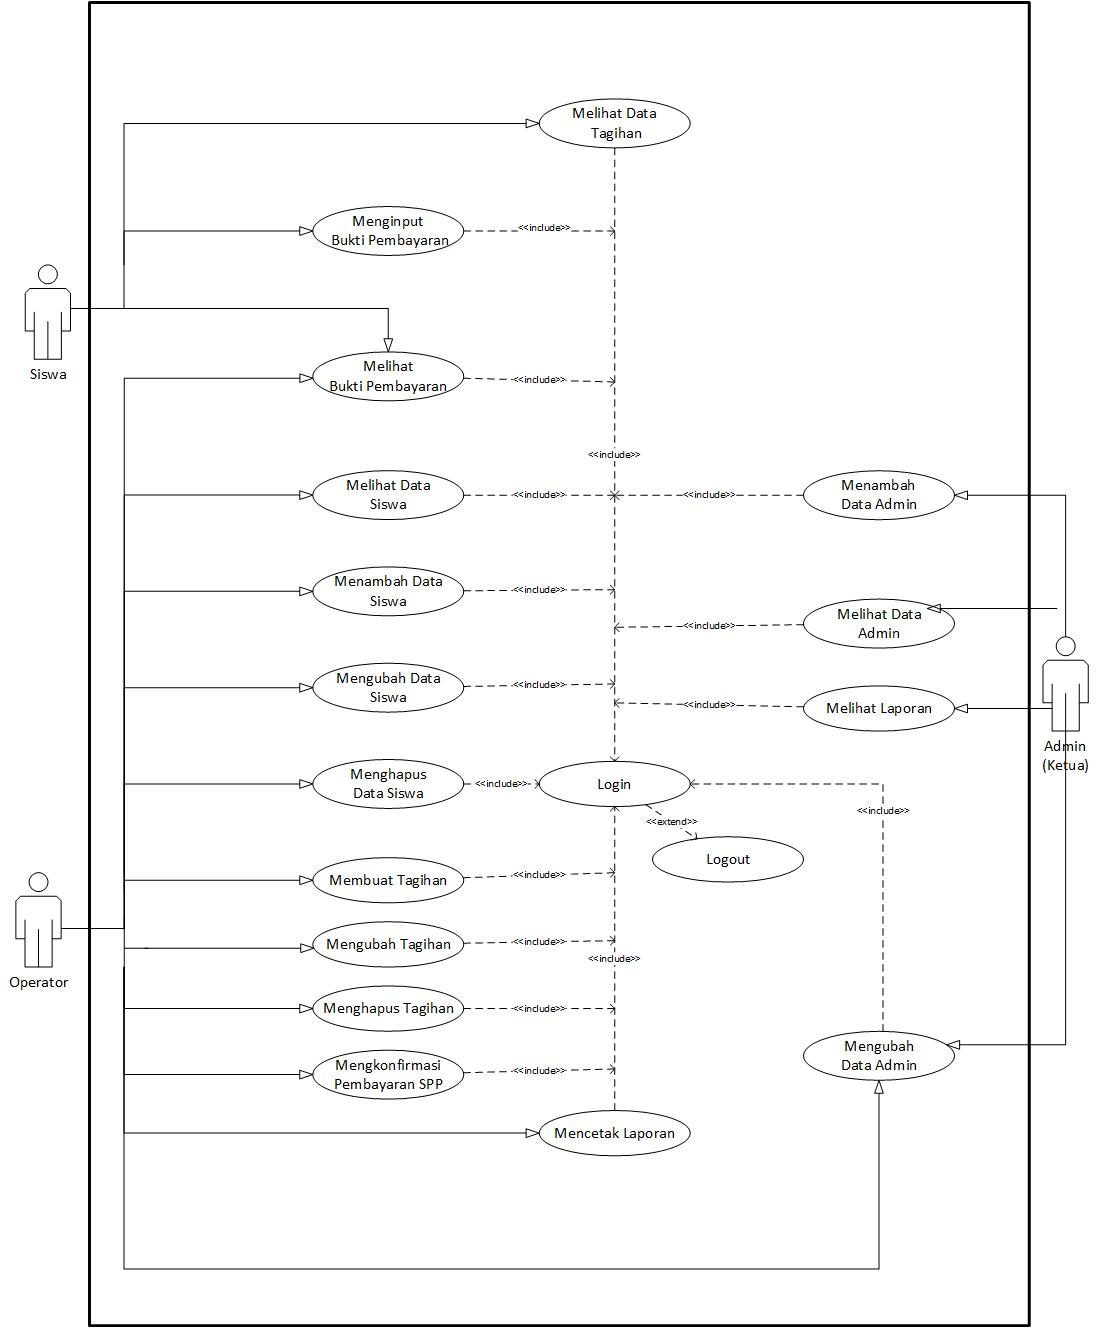 Melihat Data
Tagihan
Menginput
Bukti Pembayaran
<<include>>
Siswa
Melihat
Bukti Pembayaran
<<include>>
<<include>>
Melihat Data
Siswa
<<include>>
<<include>>
Menambah
Data Admin
Menambah Data
Siswa
<<include>>
<<include>>
Melihat Data
Admin
Mengubah Data
Siswa
<<include>>
<<include>>
Melihat Laporan
Admin
(Ketua)
Menghapus
Data Siswa
<<include>>
Login
<<include>>
<<extend>>
Logout
Membuat Tagihan
<<include>>
Mengubah Tagihan
<<include>>
<<include>>
Operator
Menghapus Tagihan
<<include>>
Mengkonfirmasi
Pembayaran SPP
<<include>>
Mengubah
Data Admin
Mencetak Laporan